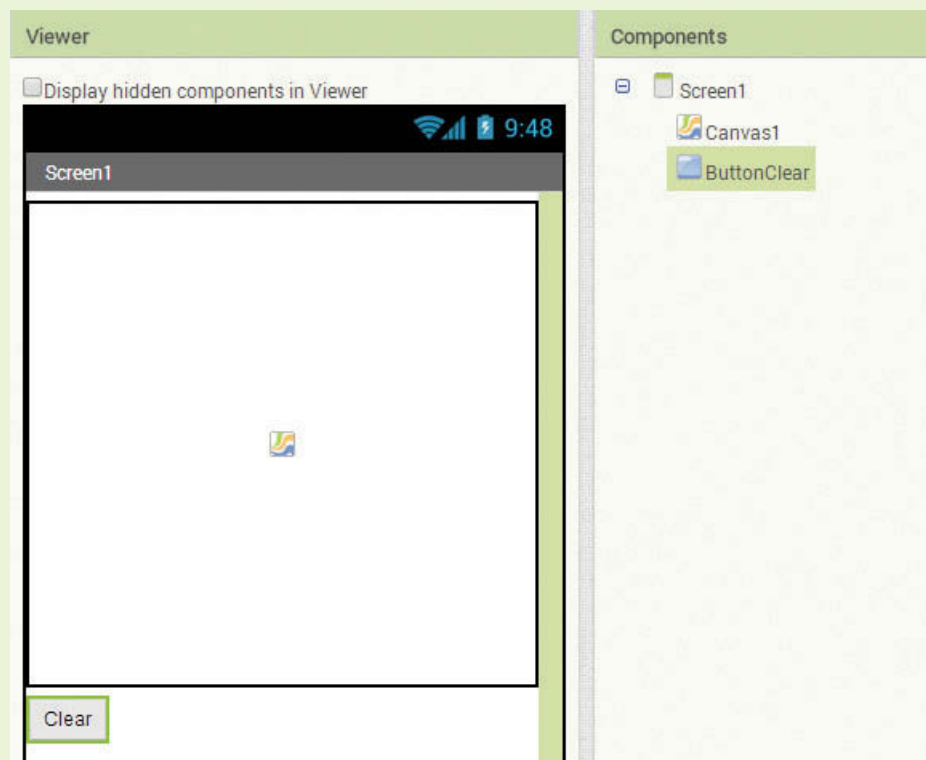 Viewer
Display hidden components in Viewer
9:48
Screen1
Clear
Components
Screen1
Canvas1
ButtonClear